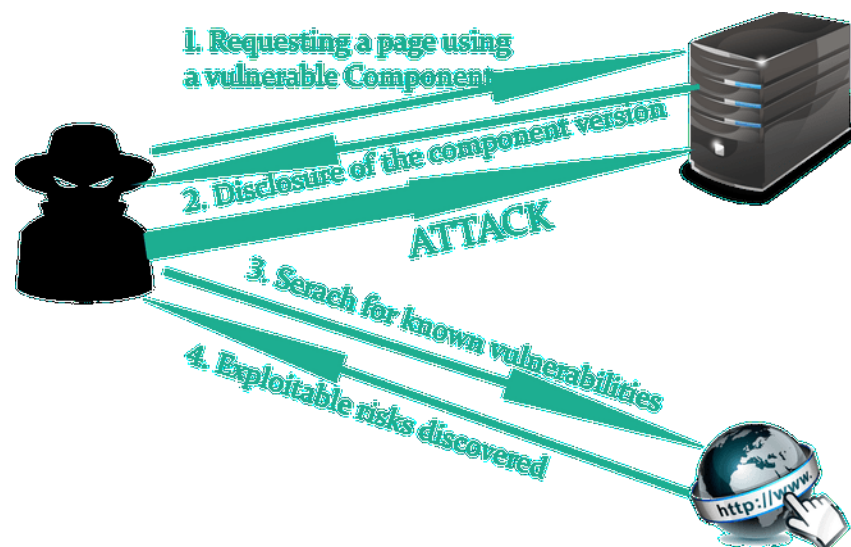 1. Requesting a page using
a vulnerable Component
2. Disclosure of the component version
ATTACK
3. Serach for known vulnerabilities
4. Exploitable risks discovered
http://www.